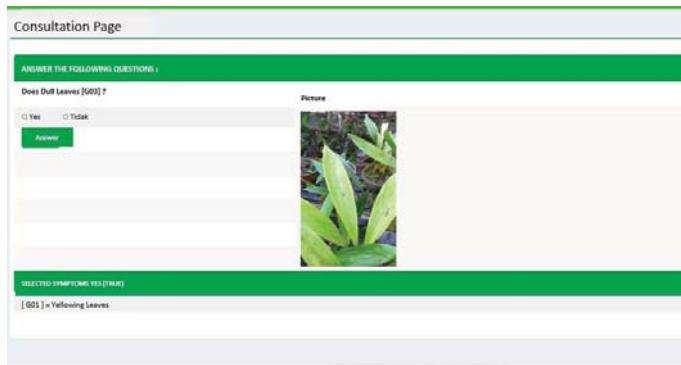 Consultation Page
ANSWER THE FOLLOWING QUESTIONS :
Does Dull Leaves [G03] ?
Picture
Yes
Tidak
Answer
SELECTED SYMPTOMS YES (TRUE)
[ G01 ] = Yellowing Leaves